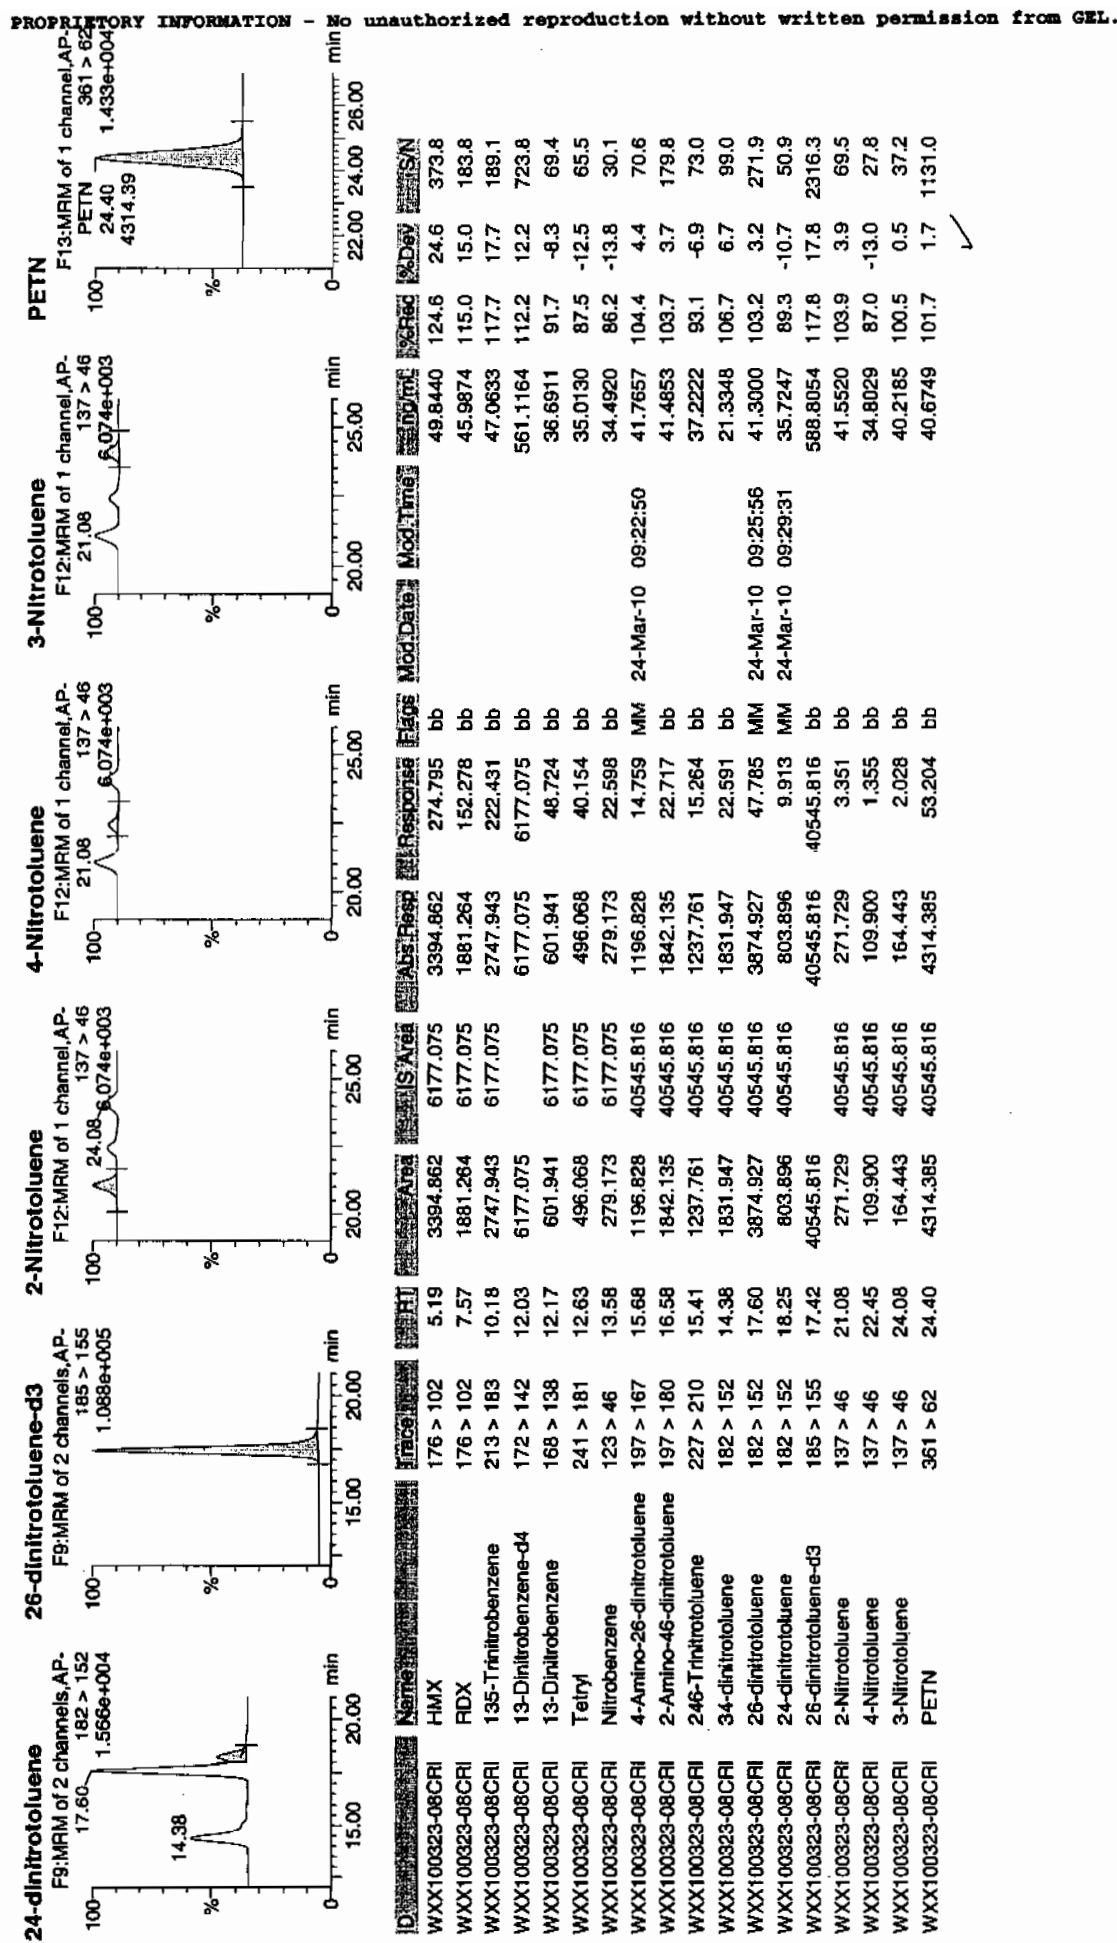 PROPRIETORY INFORMATION - No unauthorized reproduction without written permission from GEL.
24-dinitrotoluene
F9:MRM of 2 channels,AP-
182 > 152
1.566e+004
17.60
14.38
100
%
0
15.00
20.00
min
26-dinitrotoluene-d3
F9:MRM of 2 channels,AP-
185 > 155
1.088e+005
100
%
0
15.00
20.00
min
2-Nitrotoluene
F12:MRM of 1 channel,AP-
137 > 46
6.074e+003
24.08
100
%
0
20.00
25.00
min
4-Nitrotoluene
F12:MRM of 1 channel,AP-
137 > 46
6.074e+003
21.08
100
%
0
20.00
25.00
min
3-Nitrotoluene
F12:MRM of 1 channel,AP-
137 > 46
6.074e+003
21.08
100
%
0
20.00
25.00
min
PETN
F13:MRM of 1 channel,AP-
361 > 62
1.433e+004
PETN
24.40
4314.39
100
%
0
22.00
24.00
26.00
min
ID Name Trace RT Area IS Area Abs.Resp Response Flags Mod.Date Mod.Time ng/mL %Rec %Dev S/N
WXX100323-08CRI HMX 176 > 102 5.19 3394.862 6177.075 3394.862 274.795 bb 49.8440 124.6 24.6 373.8
WXX100323-08CRI RDX 176 > 102 7.57 1881.264 6177.075 1881.264 152.278 bb 45.9874 115.0 15.0 183.8
WXX100323-08CRI 135-Trinitrobenzene 213 > 183 10.18 2747.943 6177.075 2747.943 222.431 bb 47.0633 117.7 17.7 189.1
WXX100323-08CRI 13-Dinitrobenzene-d4 172 > 142 12.03 6177.075 6177.075 6177.075 bb 561.1164 112.2 12.2 723.8
WXX100323-08CRI 13-Dinitrobenzene 168 > 138 12.17 601.941 6177.075 601.941 48.724 bb 36.6911 91.7 -8.3 69.4
WXX100323-08CRI Tetryl 241 > 181 12.63 496.068 6177.075 496.068 40.154 bb 35.0130 87.5 -12.5 65.5
WXX100323-08CRI Nitrobenzene 123 > 46 13.58 279.173 6177.075 279.173 22.598 bb 34.4920 86.2 -13.8 30.1
WXX100323-08CRI 4-Amino-26-dinitrotoluene 197 > 167 15.68 1196.828 40545.816 1196.828 14.759 MM 24-Mar-10 09:22:50 41.7657 104.4 4.4 70.6
WXX100323-08CRI 2-Amino-46-dinitrotoluene 197 > 180 16.58 1842.135 40545.816 1842.135 22.717 bb 41.4853 103.7 3.7 179.8
WXX100323-08CRI 246-Trinitrotoluene 227 > 210 15.41 1237.761 40545.816 1237.761 15.264 bb 37.2222 93.1 -6.9 73.0
WXX100323-08CRI 34-dinitrotoluene 182 > 152 14.38 1831.947 40545.816 1831.947 22.591 bb 21.3348 106.7 6.7 99.0
WXX100323-08CRI 26-dinitrotoluene 182 > 152 17.60 3874.927 40545.816 3874.927 47.785 MM 24-Mar-10 09:25:56 41.3000 103.2 3.2 271.9
WXX100323-08CRI 24-dinitrotoluene 182 > 152 18.25 803.896 40545.816 803.896 9.913 MM 24-Mar-10 09:29:31 35.7247 89.3 -10.7 50.9
WXX100323-08CRI 26-dinitrotoluene-d3 185 > 155 17.42 40545.816 40545.816 40545.816 bb 588.8054 117.8 17.8 2316.3
WXX100323-08CRI 2-Nitrotoluene 137 > 46 21.08 271.729 40545.816 271.729 3.351 bb 41.5520 103.9 3.9 69.5
WXX100323-08CRI 4-Nitrotoluene 137 > 46 22.45 109.900 40545.816 109.900 1.355 bb 34.8029 87.0 -13.0 27.8
WXX100323-08CRI 3-Nitrotoluene 137 > 46 24.08 164.443 40545.816 164.443 2.028 bb 40.2185 100.5 0.5 37.2
WXX100323-08CRI PETN 361 > 62 24.40 4314.385 40545.816 4314.385 53.204 bb 40.6749 101.7 1.7 1131.0